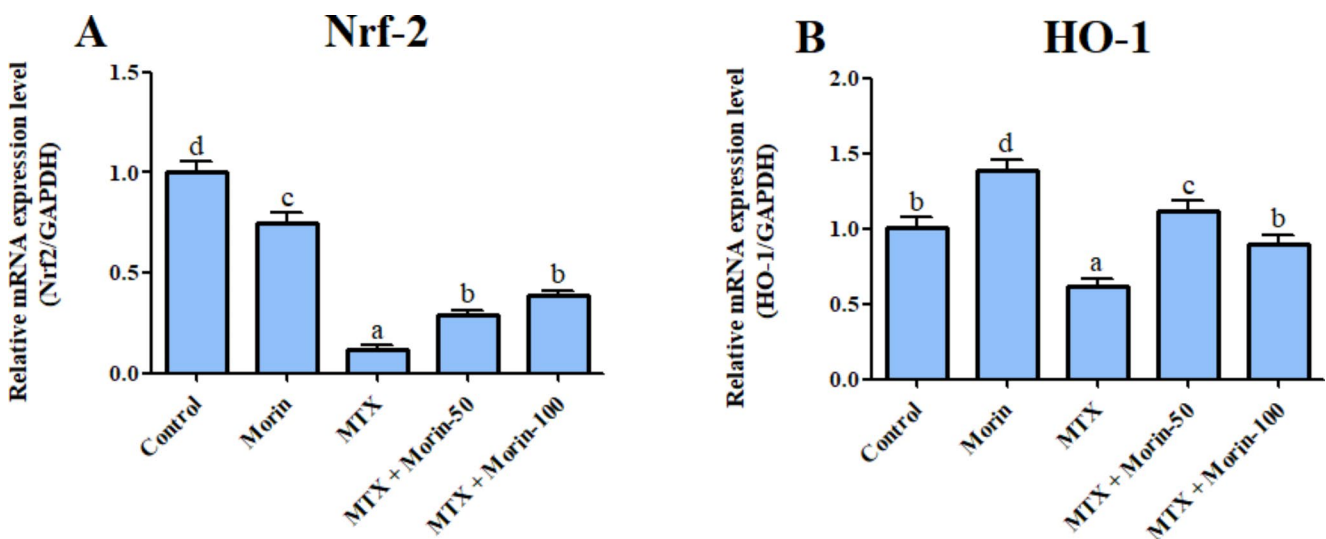 A
Nrf-2
Relative mRNA expression level
(Nrf2/GAPDH)
1.5
1.0
0.5
0.0
d
c
a
b
b
Control
Morin
MTX
MTX + Morin-50
MTX + Morin-100
B
HO-1
Relative mRNA expression level
(HO-1/GAPDH)
2.0
1.5
1.0
0.5
0.0
b
d
a
c
b
Control
Morin
MTX
MTX + Morin-50
MTX + Morin-100